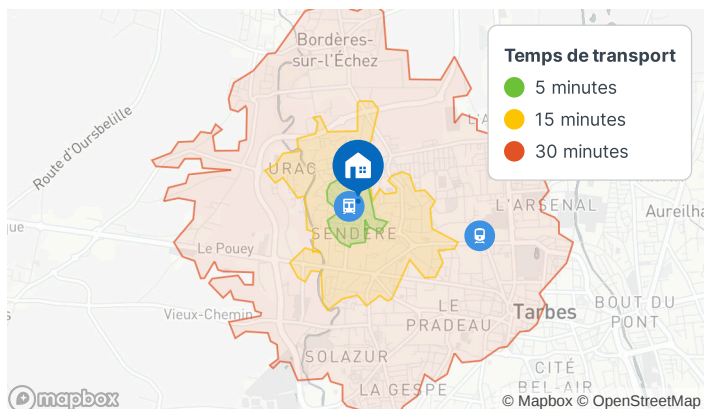 Bordères-
sur-l'Échez
Temps de transport
5 minutes
15 minutes
30 minutes
Route d'Oursbelille
L'A
URAC
L'ARSENAL
Aureilha
SENDÈRE
ue
Le Pouey
s
Vieux-Chemin
LE
PRADEAU
Tarbes
BOUT DU
PONT
SOLAZUR
CITÉ
BEL-AIR
LA GESPE
mapbox
© Mapbox © OpenStreetMap